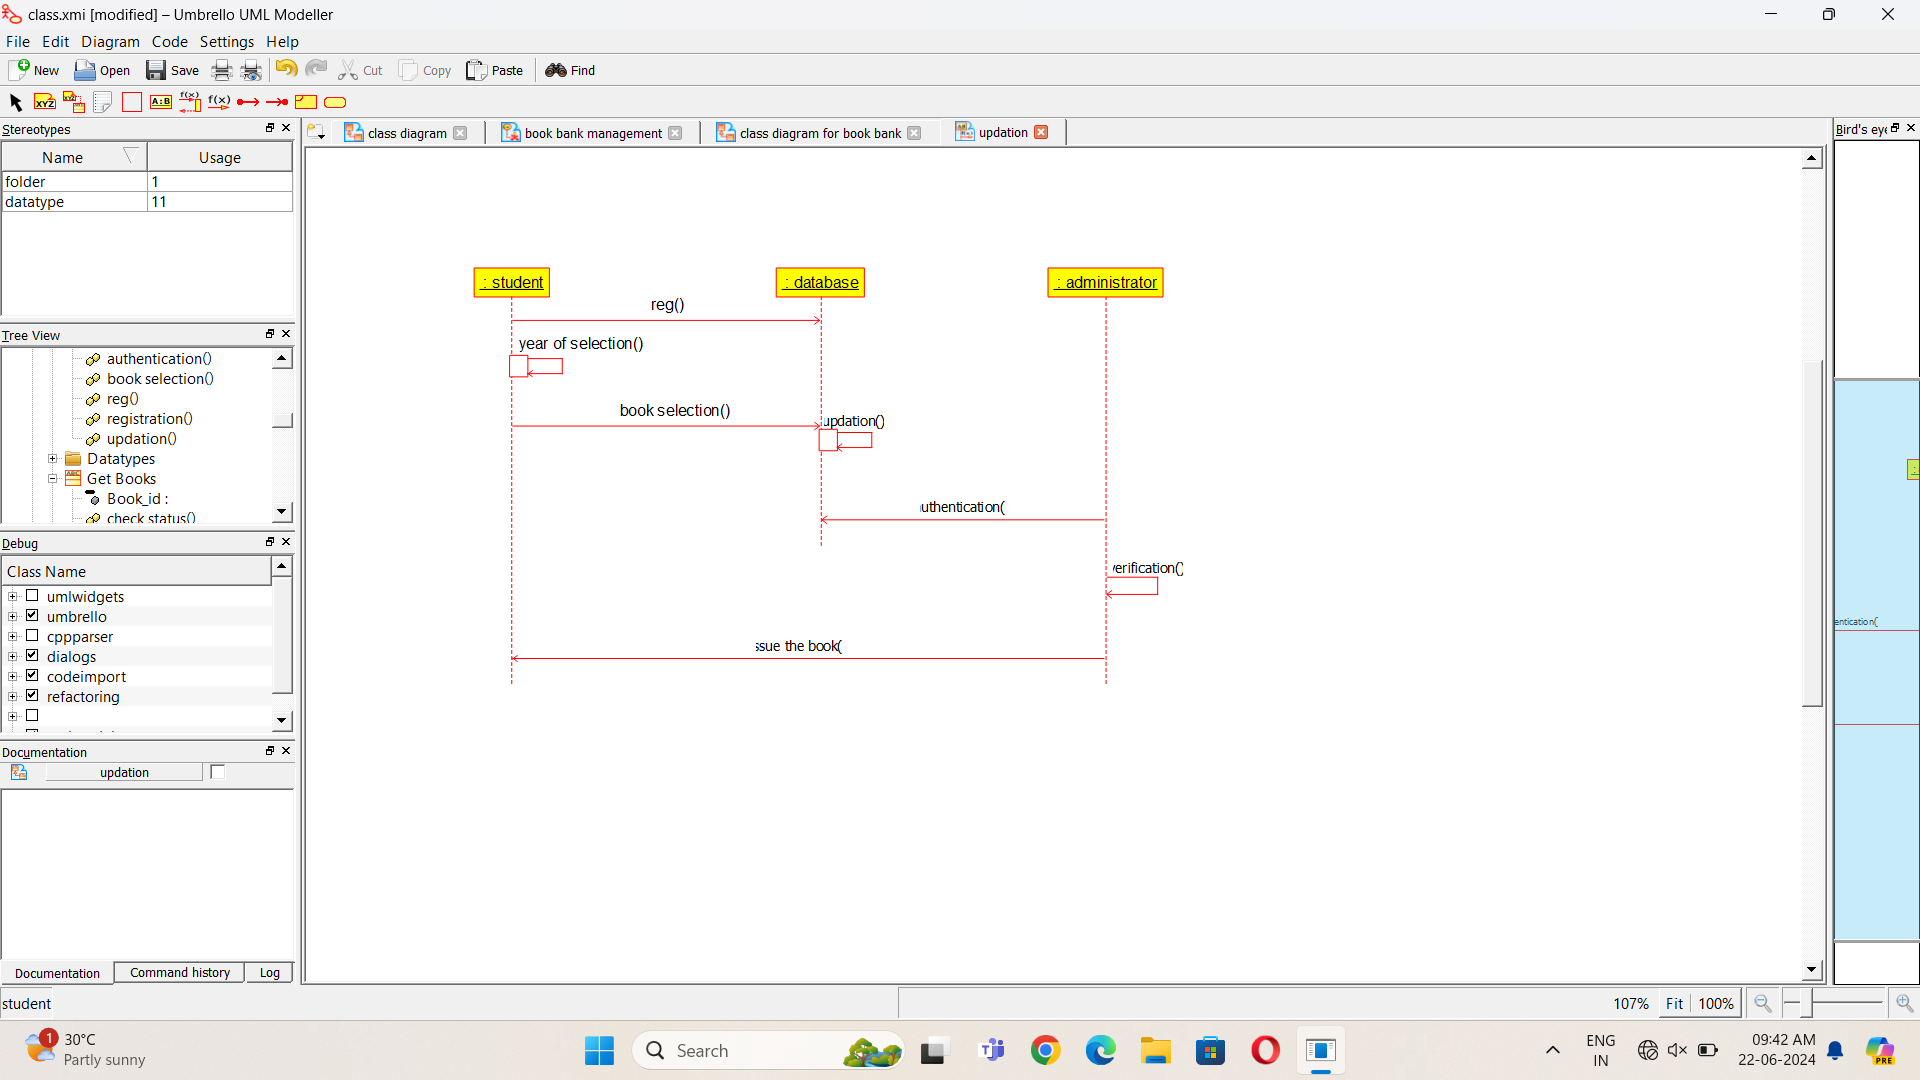 class.xmi [modified] – Umbrello UML Modeller
File Edit Diagram Code Settings Help
New Open Save Cut Copy Paste Find
XYZ A:B f(x) f(x)
Stereotypes
Name Usage
folder 1
datatype 11
Tree View
authentication()
book selection()
reg()
registration()
updation()
Datatypes
Get Books
Book_id :
check status()
Debug
Class Name
umlwidgets
umbrello
cppparser
dialogs
codeimport
refactoring
Documentation
updation
Documentation Command history Log
student
class diagram book bank management class diagram for book bank updation
: student : database : administrator
reg()
year of selection()
book selection()
updation()
uthentication(
verification()
ssue the book(
Bird's eye
entication(
107% Fit 100%
1
30°C
Partly sunny
Search
ENG
IN
09:42 AM
22-06-2024
PRE